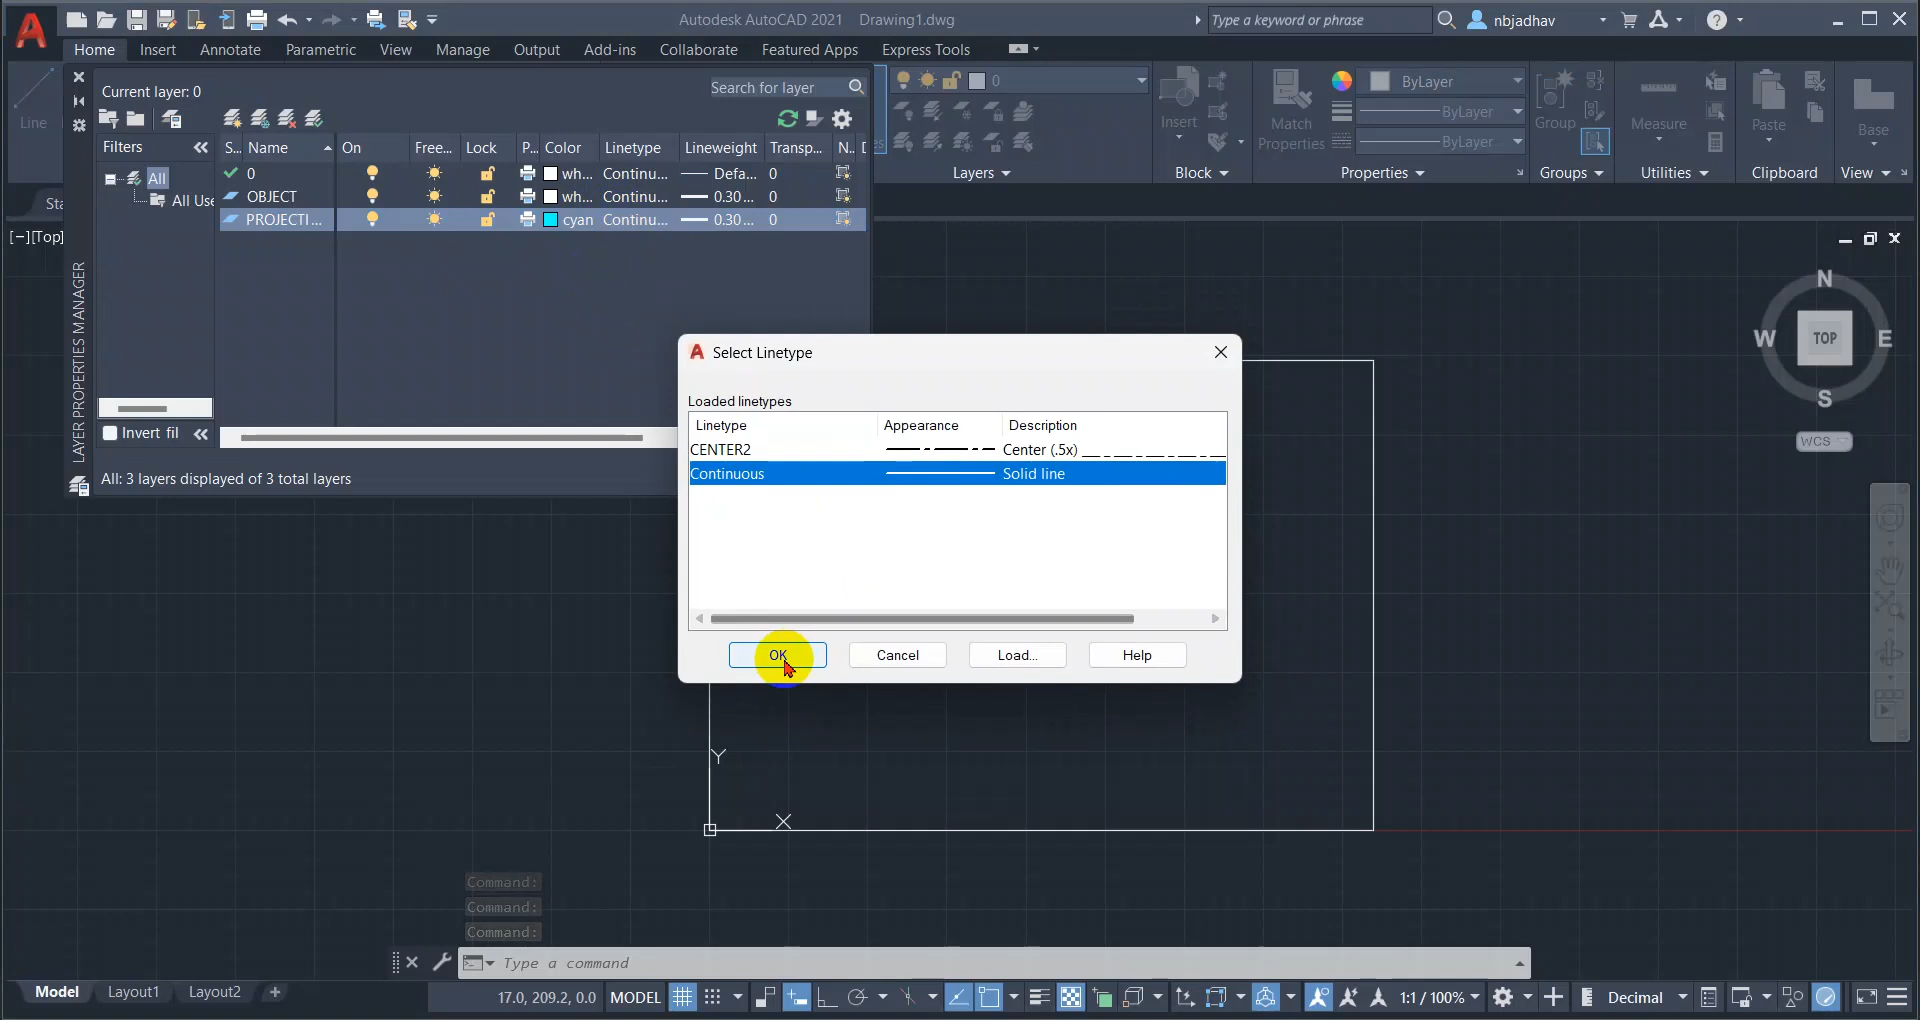 Autodesk AutoCAD 2021 Drawing1.dwg
Type a keyword or phrase
nbjadhav
Home Insert Annotate Parametric View Manage Output Add-ins Collaborate Featured Apps Express Tools
Line
Current layer: 0
Search for layer
0
ByLayer
ByLayer
ByLayer
Insert
Match
Properties
Group
Measure
Paste
Base
Layers
Block
Properties
Groups
Utilities
Clipboard
View
Filters
S.. Name On Free... Lock P.. Color Linetype Lineweight Transp... N..
All
All Use
0 wh... Continu... Defa... 0
OBJECT wh... Continu... 0.30 ... 0
PROJECTI ... cyan Continu... 0.30 ... 0
Sta
[−][Top]
LAYER PROPERTIES MANAGER
Invert fil
All: 3 layers displayed of 3 total layers
N
W TOP E
S
WCS
Select Linetype
Loaded linetypes
Linetype Appearance Description
CENTER2 Center (.5x) ___ _ ___ _ ___ _ ___
Continuous Solid line
OK Cancel Load... Help
Y
X
Command:
Command:
Command:
Type a command
Model Layout1 Layout2
17.0, 209.2, 0.0 MODEL 1:1 / 100% Decimal